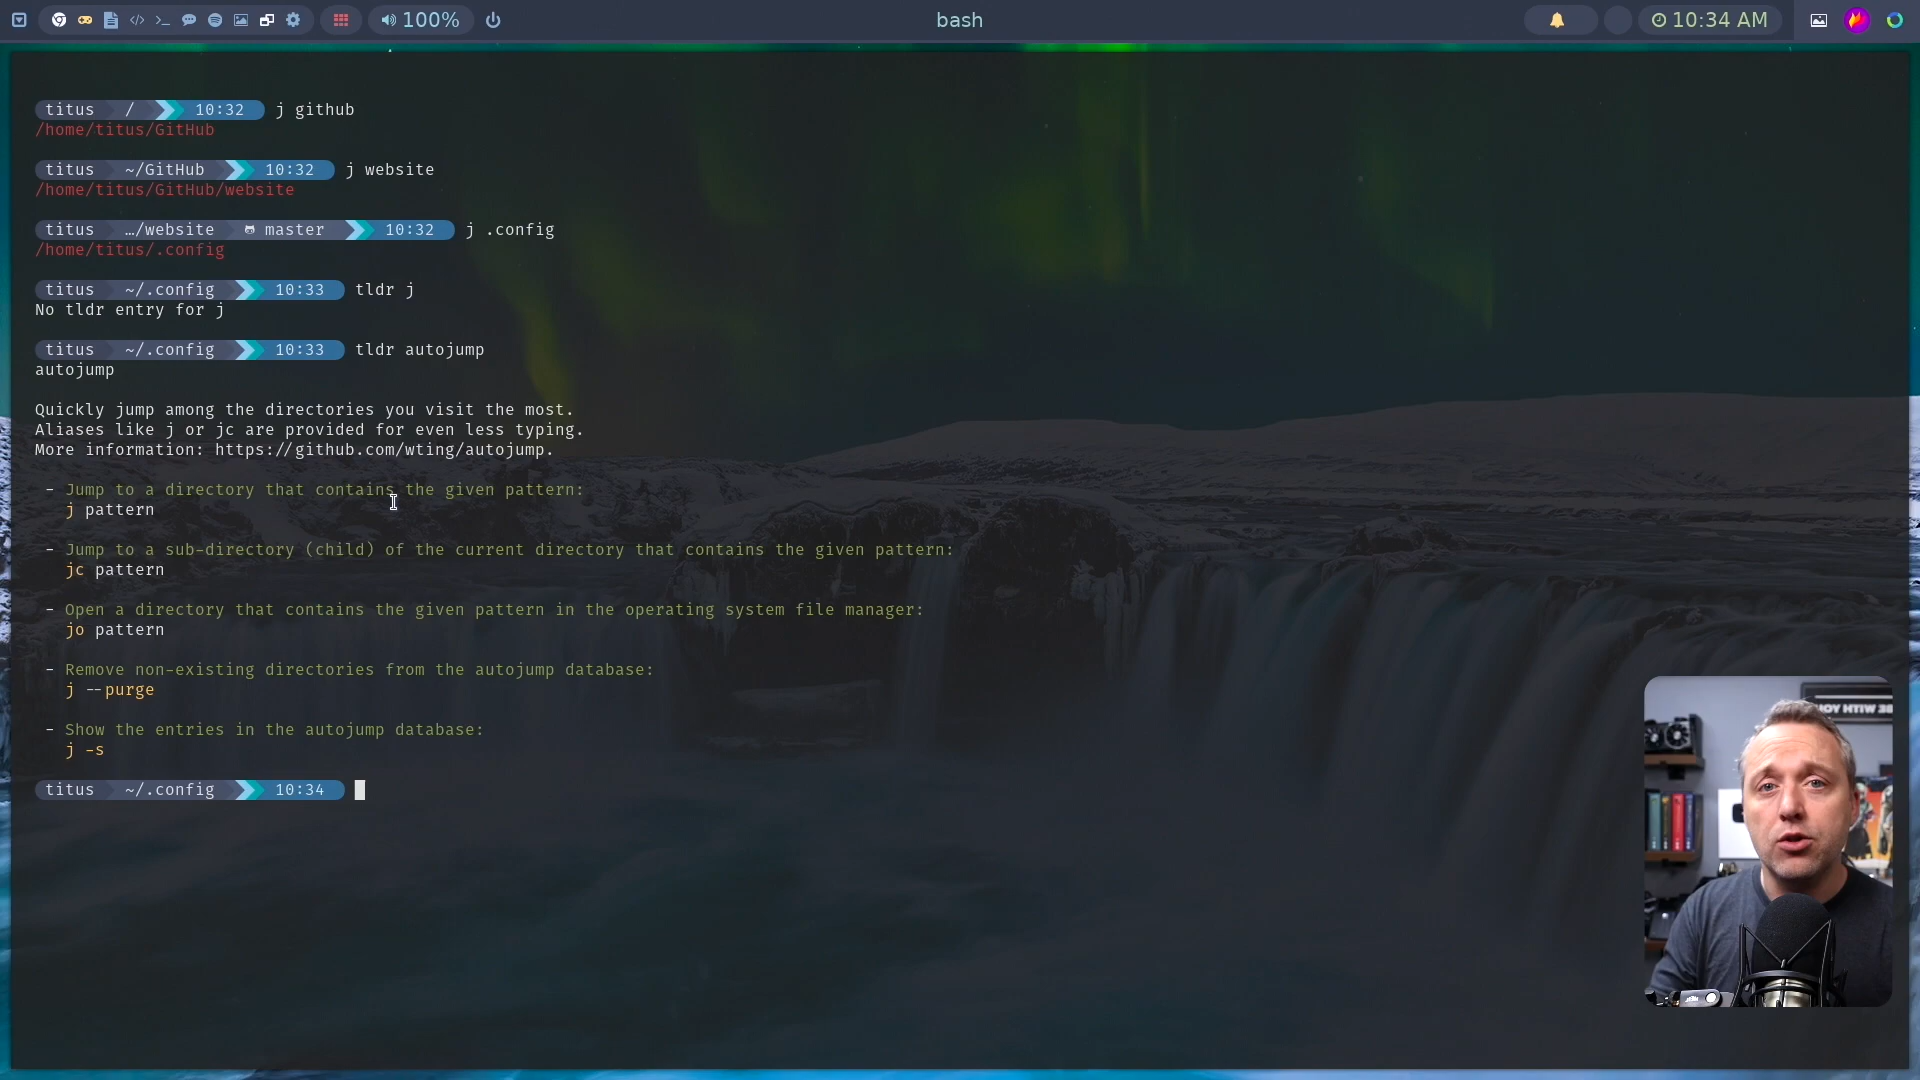 100%
bash
10:34 AM
titus / 10:32 j github
/home/titus/GitHub
titus ~/GitHub 10:32 j website
/home/titus/GitHub/website
titus …/website master 10:32 j .config
/home/titus/.config
titus ~/.config 10:33 tldr j
No tldr entry for j
titus ~/.config 10:33 tldr autojump
autojump
Quickly jump among the directories you visit the most.
Aliases like j or jc are provided for even less typing.
More information: https://github.com/wting/autojump.
- Jump to a directory that contains the given pattern:
j pattern
- Jump to a sub-directory (child) of the current directory that contains the given pattern:
jc pattern
- Open a directory that contains the given pattern in the operating system file manager:
jo pattern
- Remove non-existing directories from the autojump database:
j --purge
- Show the entries in the autojump database:
j -s
titus ~/.config 10:34